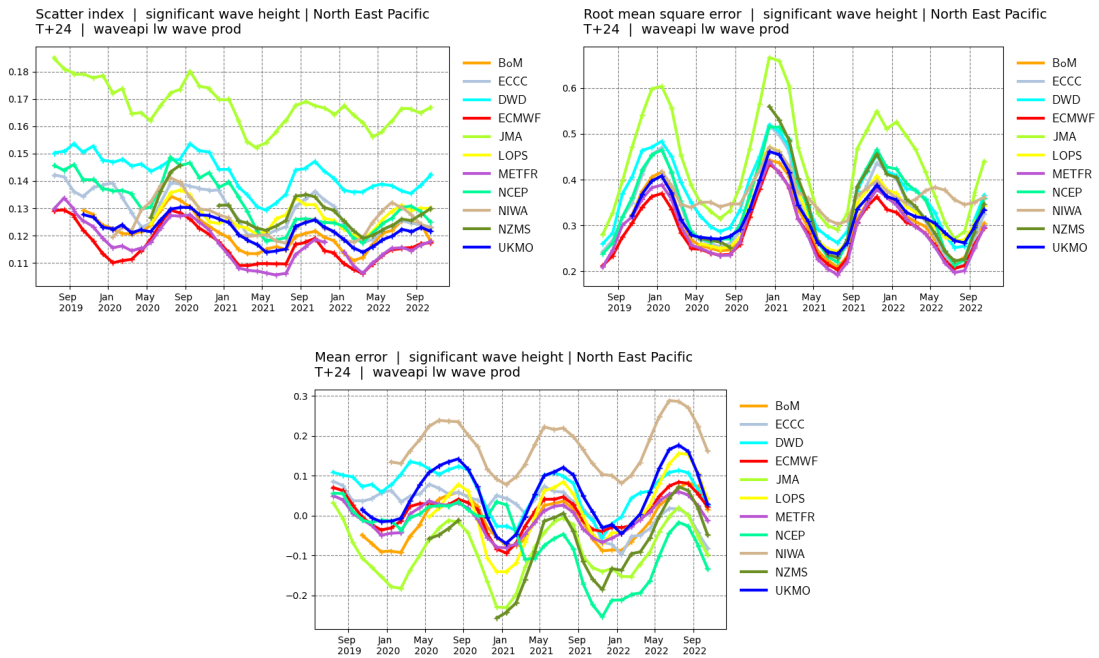 Scatter index | significant wave height | North East Pacific
T+24 | waveapi lw wave prod
0.18
0.17
0.16
0.15
0.14
0.13
0.12
0.11
Sep Jan May Sep Jan May Sep Jan May Sep
2019 2020 2020 2020 2021 2021 2021 2022 2022 2022
BoM
ECCC
DWD
ECMWF
JMA
LOPS
METFR
NCEP
NIWA
NZMS
UKMO
Root mean square error | significant wave height | North East Pacific
T+24 | waveapi lw wave prod
0.6
0.5
0.4
0.3
0.2
Sep Jan May Sep Jan May Sep Jan May Sep
2019 2020 2020 2020 2021 2021 2021 2022 2022 2022
BoM
ECCC
DWD
ECMWF
JMA
LOPS
METFR
NCEP
NIWA
NZMS
UKMO
Mean error | significant wave height | North East Pacific
T+24 | waveapi lw wave prod
0.3
0.2
0.1
0.0
−0.1
−0.2
Sep Jan May Sep Jan May Sep Jan May Sep
2019 2020 2020 2020 2021 2021 2021 2022 2022 2022
BoM
ECCC
DWD
ECMWF
JMA
LOPS
METFR
NCEP
NIWA
NZMS
UKMO